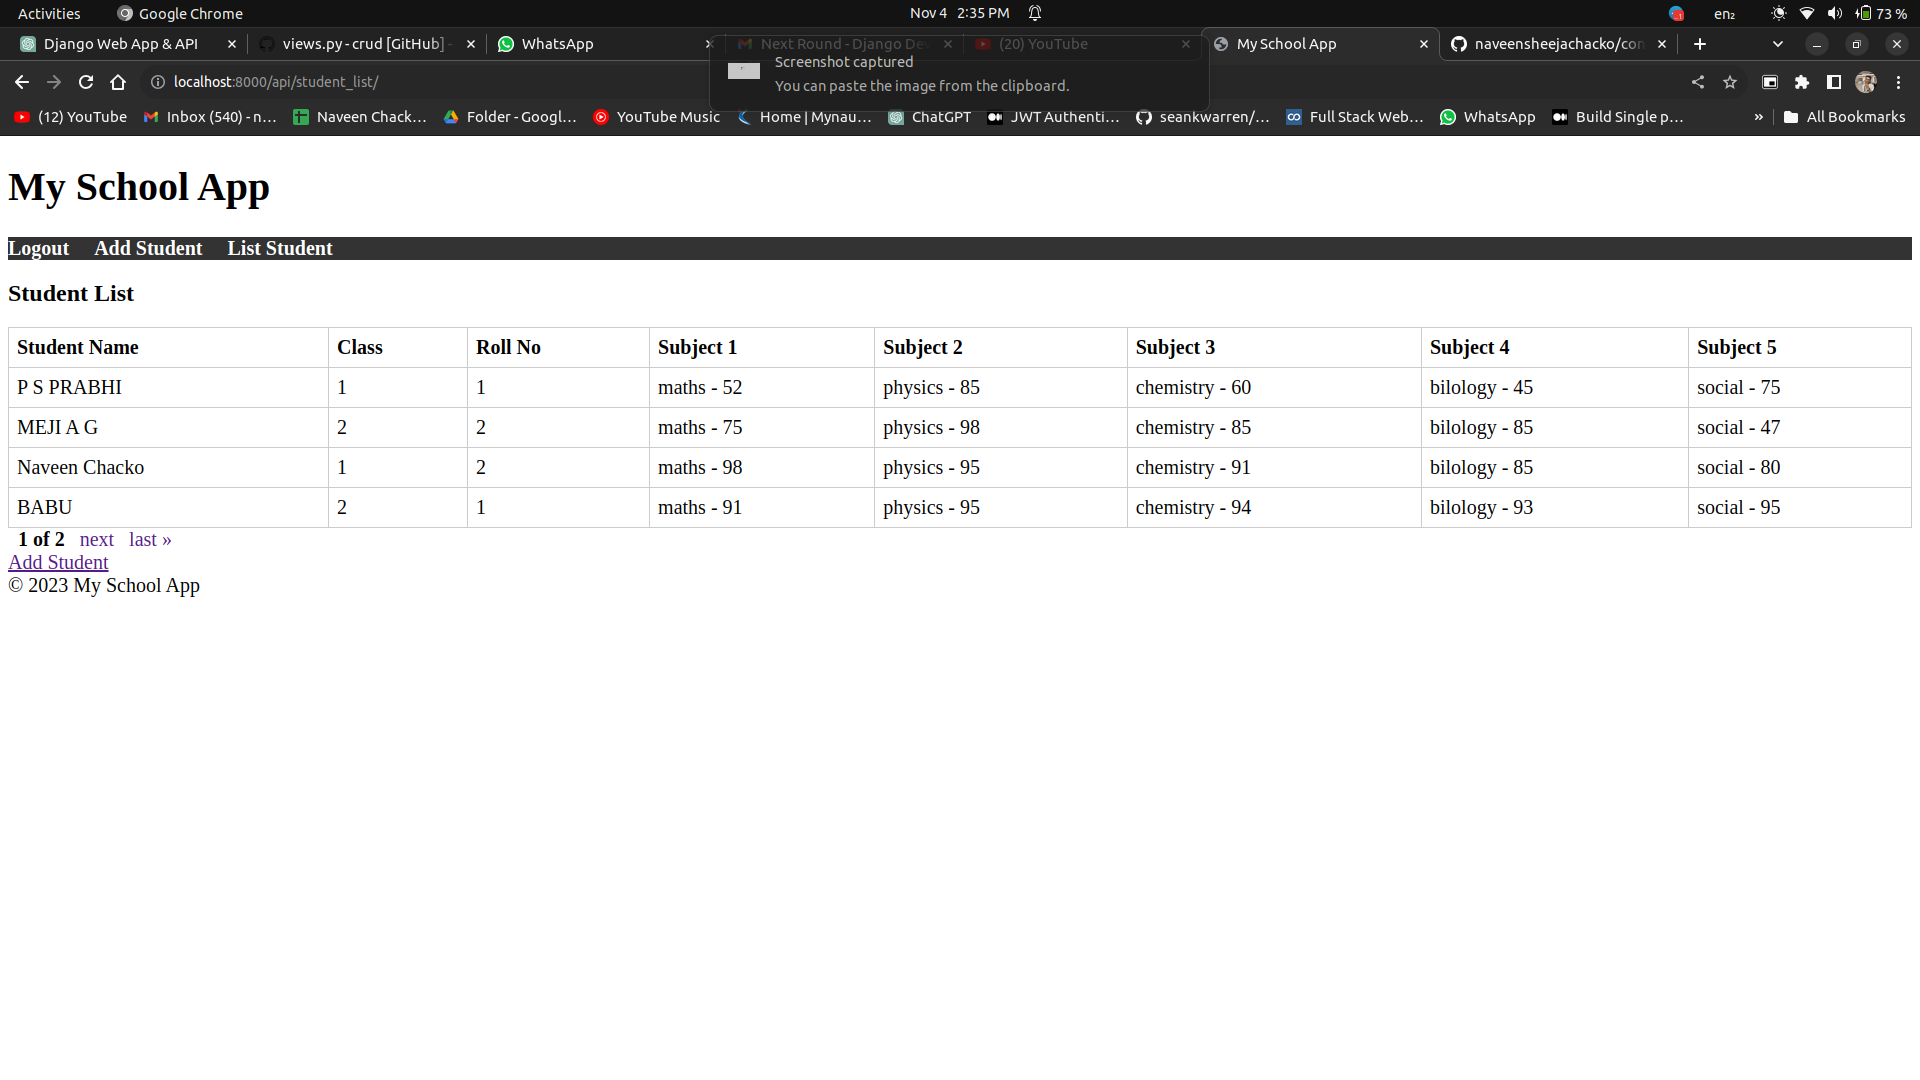 Activities Google Chrome Nov 4 2:35 PM en₂ 73 %
Django Web App & API views.py - crud [GitHub] - WhatsApp Next Round - Django Dev (20) YouTube My School App naveensheejachacko/con
Screenshot captured
localhost:8000/api/student_list/
You can paste the image from the clipboard.
(12) YouTube Inbox (540) - n... Naveen Chack... Folder - Googl... YouTube Music Home | Mynau... ChatGPT JWT Authenti... seankwarren/... Full Stack Web... WhatsApp Build Single p... » All Bookmarks
My School App
Logout Add Student List Student
Student List
Student Name Class Roll No Subject 1 Subject 2 Subject 3 Subject 4 Subject 5
P S PRABHI 1 1 maths - 52 physics - 85 chemistry - 60 bilology - 45 social - 75
MEJI A G 2 2 maths - 75 physics - 98 chemistry - 85 bilology - 85 social - 47
Naveen Chacko 1 2 maths - 98 physics - 95 chemistry - 91 bilology - 85 social - 80
BABU 2 1 maths - 91 physics - 95 chemistry - 94 bilology - 93 social - 95
1 of 2 next last »
Add Student
© 2023 My School App